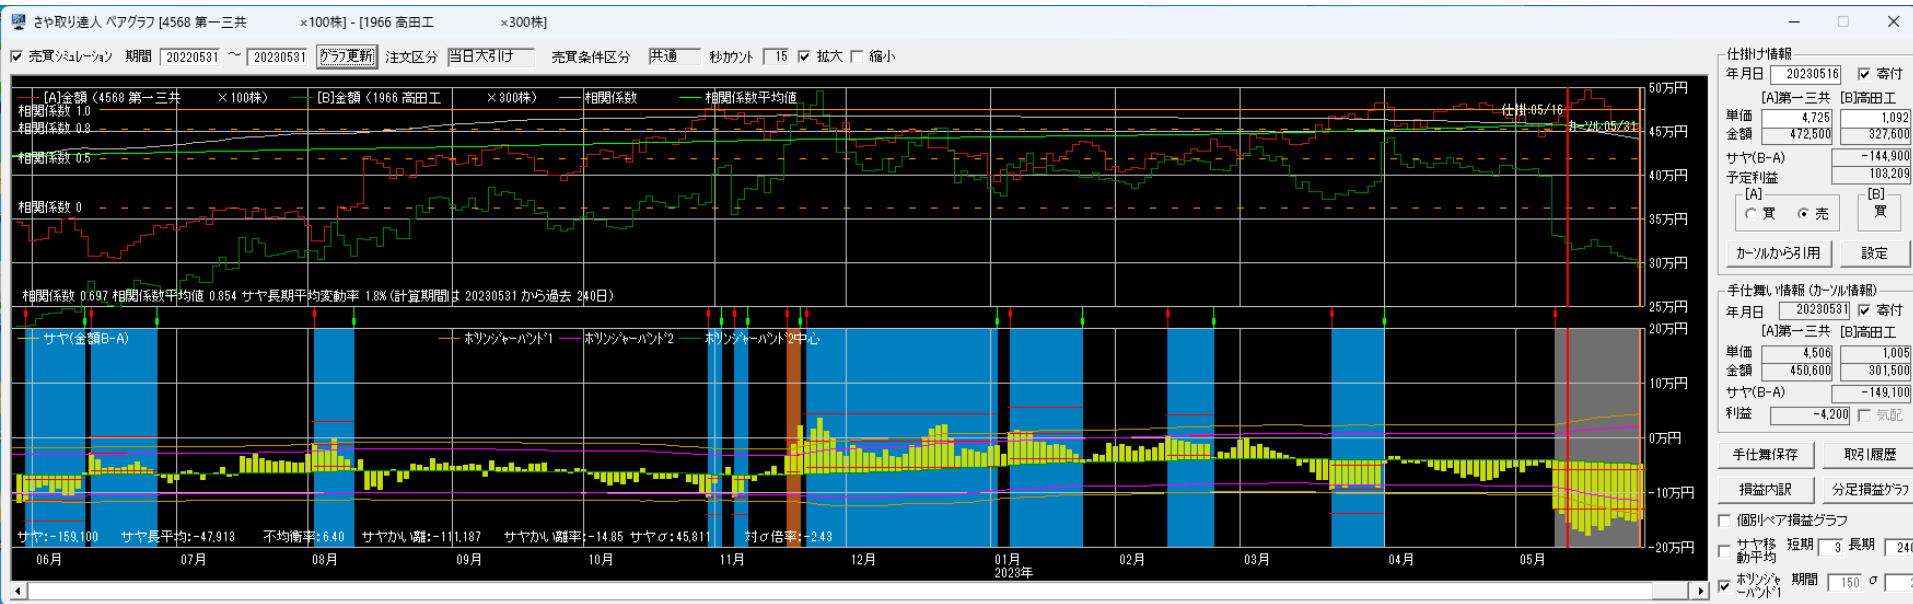 さや取り達人 ペアグラフ [4568 第一三共 ×100株] - [1966 高田工 ×300株]
売買シミュレーション 期間 20220531 ～ 20230531 グラフ更新 注文区分 当日大引け 売買条件区分 共通 秒カウント 15 拡大 縮小
[A]金額 (4568 第一三共 ×100株) [B]金額 (1966 高田工 ×300株) 相関係数 相関係数平均値
相関係数 1.0
相関係数 0.8
相関係数 0.5
相関係数 0
仕掛:05/16
カーソル:05/31
50万円
45万円
40万円
35万円
30万円
25万円
相関係数 0.697 相関係数平均値 0.854 サヤ長期平均変動率 1.8% (計算期間は 20230531 から過去 240日)
サヤ(金額B-A) ボリンジャーバンド1 ボリンジャーバンド2 ボリンジャーバンド2中心
20万円
10万円
0万円
-10万円
-20万円
サヤ:-159,100 サヤ長平均:-47,913 不均衡率:6.40 サヤかい離:-111,187 サヤかい離率:-14.85 サヤσ:45,811 対σ倍率:-2.43
06月 07月 08月 09月 10月 11月 12月 01月 02月 03月 04月 05月
2023年
仕掛け情報
年月日 20230516 寄付
[A]第一三共 [B]高田工
単価 4,725 1,092
金額 472,500 327,600
サヤ(B-A) -144,900
予定利益 103,209
[A] [B]
買 売 買
カーソルから引用 設定
手仕舞い情報 (カーソル情報)
年月日 20230531 寄付
[A]第一三共 [B]高田工
単価 4,506 1,005
金額 450,600 301,500
サヤ(B-A) -149,100
利益 -4,200 気配
手仕舞保存 取引履歴
損益内訳 分足損益グラフ
個別ペア損益グラフ
サヤ移動平均 短期 3 長期 240
ボリンジャーバンド1 期間 150 σ